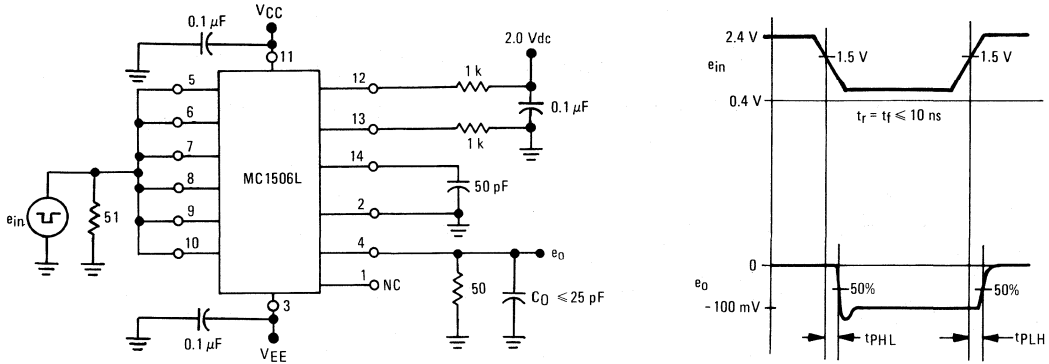 VCC
0.1 μF
11
2.0 Vdc
5
12
1 k
6
0.1 μF
13
7
1 k
14
MC1506L
8
50 pF
ein
51
9
2
10
4
eo
1
NC
50
CO ≤ 25 pF
3
0.1 μF
VEE
2.4 V
1.5 V
1.5 V
ein
0.4 V
tr = tf ≤ 10 ns
0
eo
50%
50%
-100 mV
tPHL
tPLH